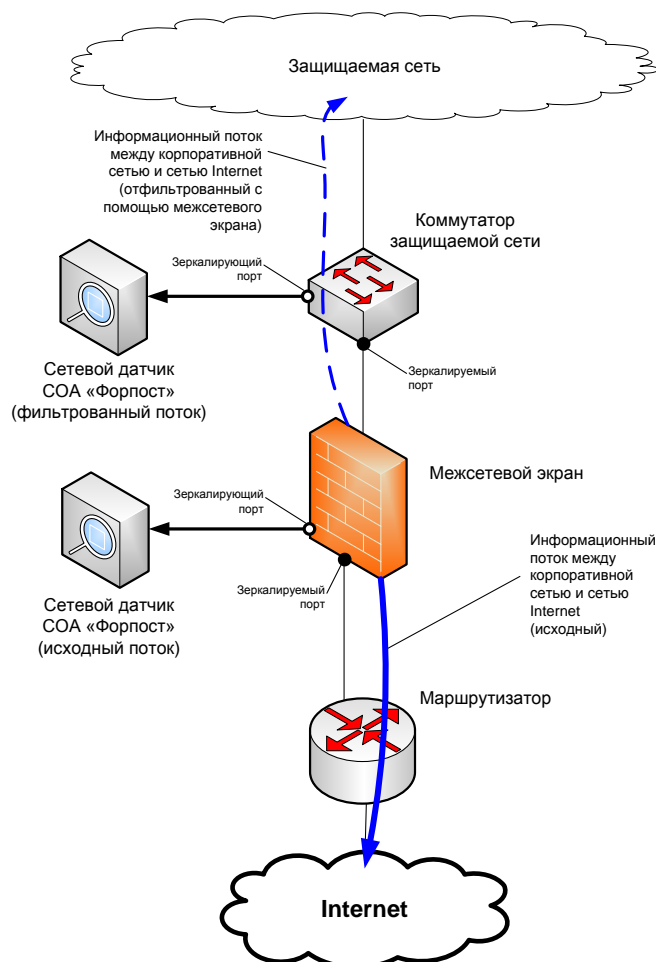 Защищаемая сеть
Информационный поток
между корпоративной
сетью и сетью Internet
(отфильтрованный с
помощью межсетевого
экрана)
Коммутатор
защищаемой сети
Зеркалирующий
порт
Зеркалируемый
порт
Сетевой датчик
СОА «Форпост»
(фильтрованный поток)
Межсетевой экран
Зеркалирующий
порт
Информационный
поток между
корпоративной
сетью и сетью
Internet
(исходный)
Зеркалируемый
порт
Сетевой датчик
СОА «Форпост»
(исходный поток)
Маршрутизатор
Internet